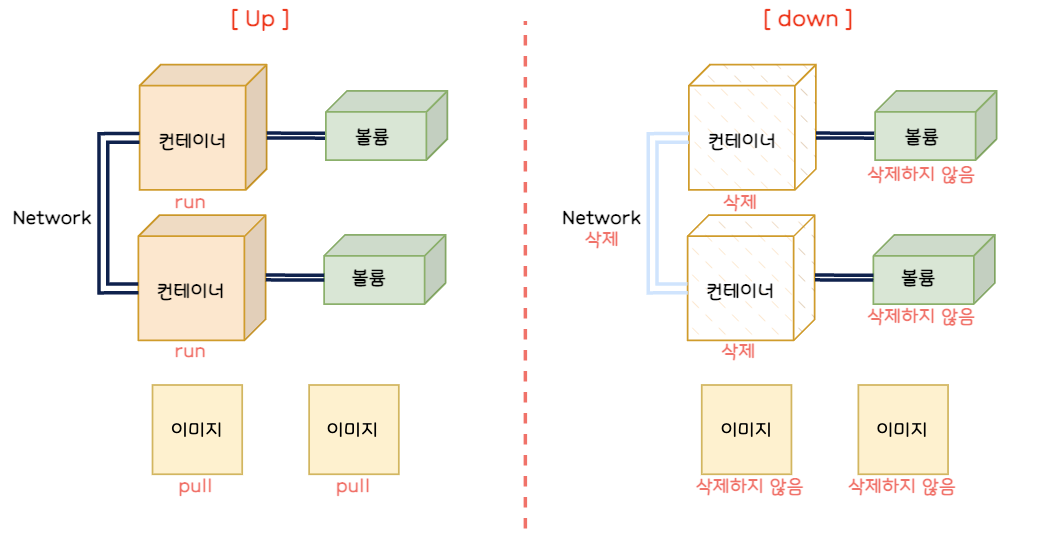 [ Up ]
컨테이너
볼륨
run
Network
컨테이너
볼륨
run
이미지
이미지
pull
pull
[ down ]
컨테이너
볼륨
삭제하지 않음
삭제
Network
삭제
컨테이너
볼륨
삭제하지 않음
삭제
이미지
이미지
삭제하지 않음
삭제하지 않음